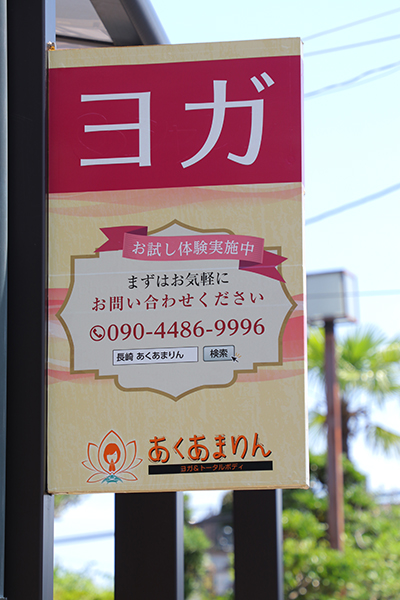 ヨガ
お試し体験実施中
まずはお気軽に
お問い合わせください
090-4486-9996
長崎 あくあまりん 検索
あくあまりん
ヨガ&トータルボディ